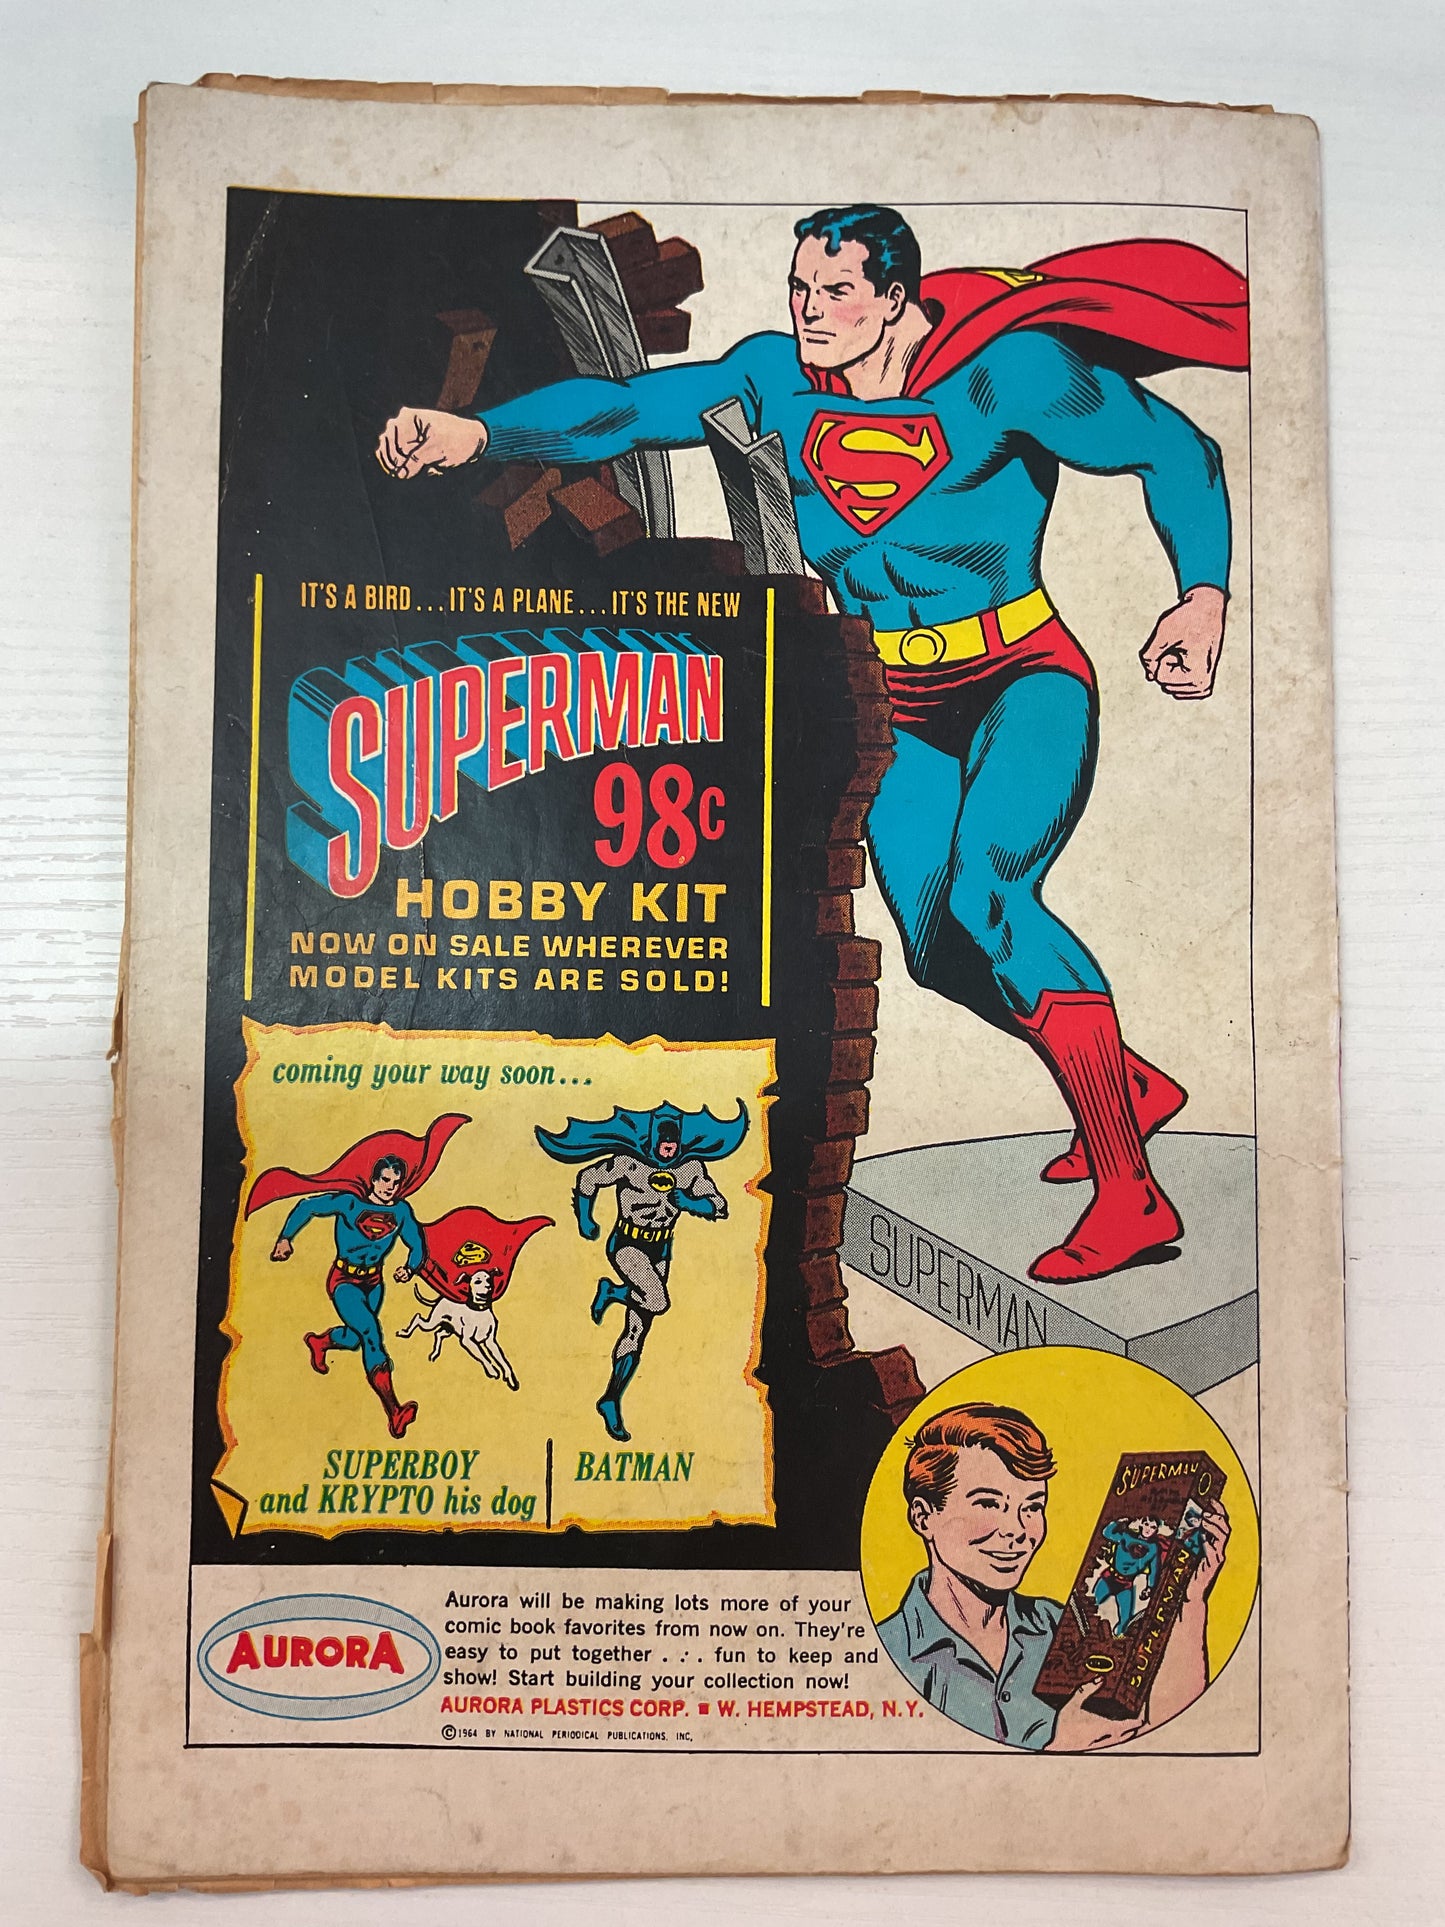 IT'S A BIRD...IT'S A PLANE...IT'S THE NEW
SUPERMAN
98c
HOBBY KIT
NOW ON SALE WHEREVER
MODEL KITS ARE SOLD!
coming your way soon...
SUPERBOY
and KRYPTO his dog
BATMAN
SUPERMAN
SUPERMAN
SUPERMAN
AURORA
Aurora will be making lots more of your
comic book favorites from now on. They're
easy to put together . . . fun to keep and
show! Start building your collection now!
AURORA PLASTICS CORP. ■ W. HEMPSTEAD, N.Y.
©1964 BY NATIONAL PERIODICAL PUBLICATIONS, INC.